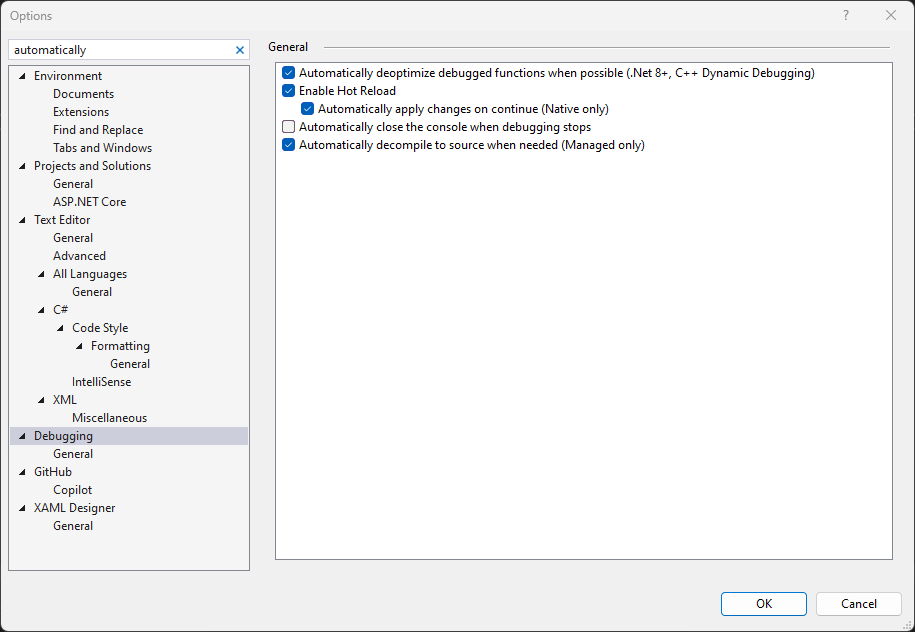 Options
?
automatically
Environment
Documents
Extensions
Find and Replace
Tabs and Windows
Projects and Solutions
General
ASP.NET Core
Text Editor
General
Advanced
All Languages
General
C#
Code Style
Formatting
General
IntelliSense
XML
Miscellaneous
Debugging
General
GitHub
Copilot
XAML Designer
General
General
Automatically deoptimize debugged functions when possible (.Net 8+, C++ Dynamic Debugging)
Enable Hot Reload
Automatically apply changes on continue (Native only)
Automatically close the console when debugging stops
Automatically decompile to source when needed (Managed only)
OK
Cancel